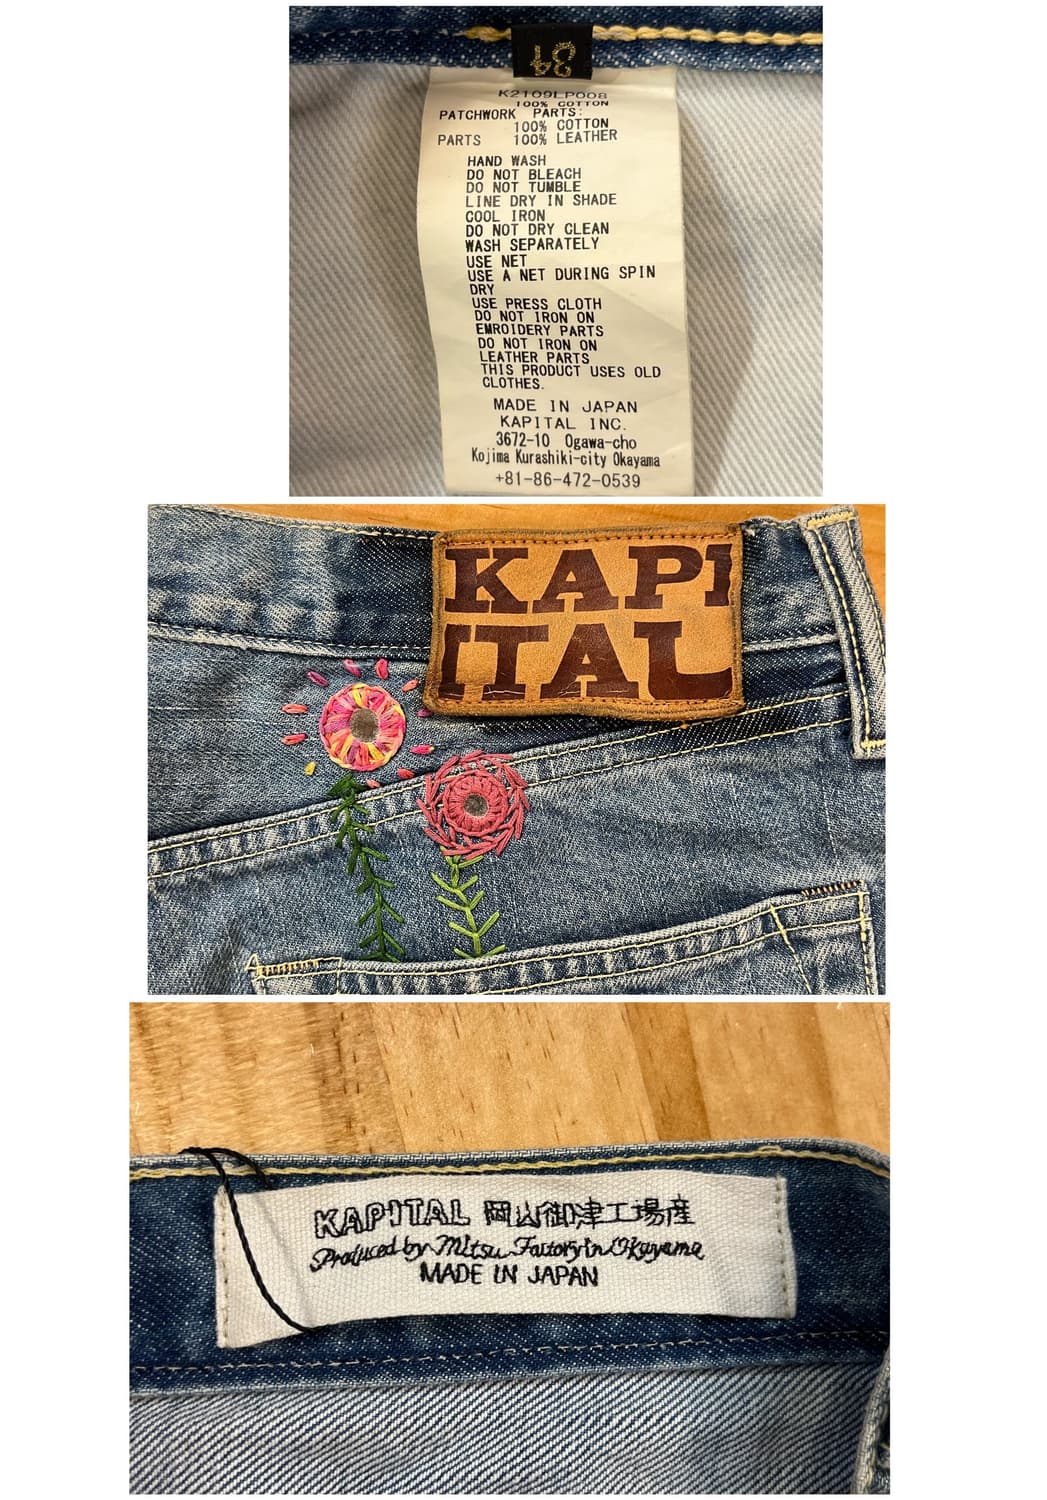 34
K2109LP008
100% COTTON
PATCHWORK PARTS:
100% COTTON
PARTS 100% LEATHER
HAND WASH
DO NOT BLEACH
DO NOT TUMBLE
LINE DRY IN SHADE
COOL IRON
DO NOT DRY CLEAN
WASH SEPARATELY
USE NET
USE A NET DURING SPIN
DRY
USE PRESS CLOTH
DO NOT IRON ON
EMROIDERY PARTS
DO NOT IRON ON
LEATHER PARTS
THIS PRODUCT USES OLD
CLOTHES.
MADE IN JAPAN
KAPITAL INC.
3672-10 Ogawa-cho
Kojima Kurashiki-city Okayama
+81-86-472-0539
KAPI
ITAL
KAPITAL 岡山御津工場産
Produced by Mitsu Factory in Okayama
MADE IN JAPAN